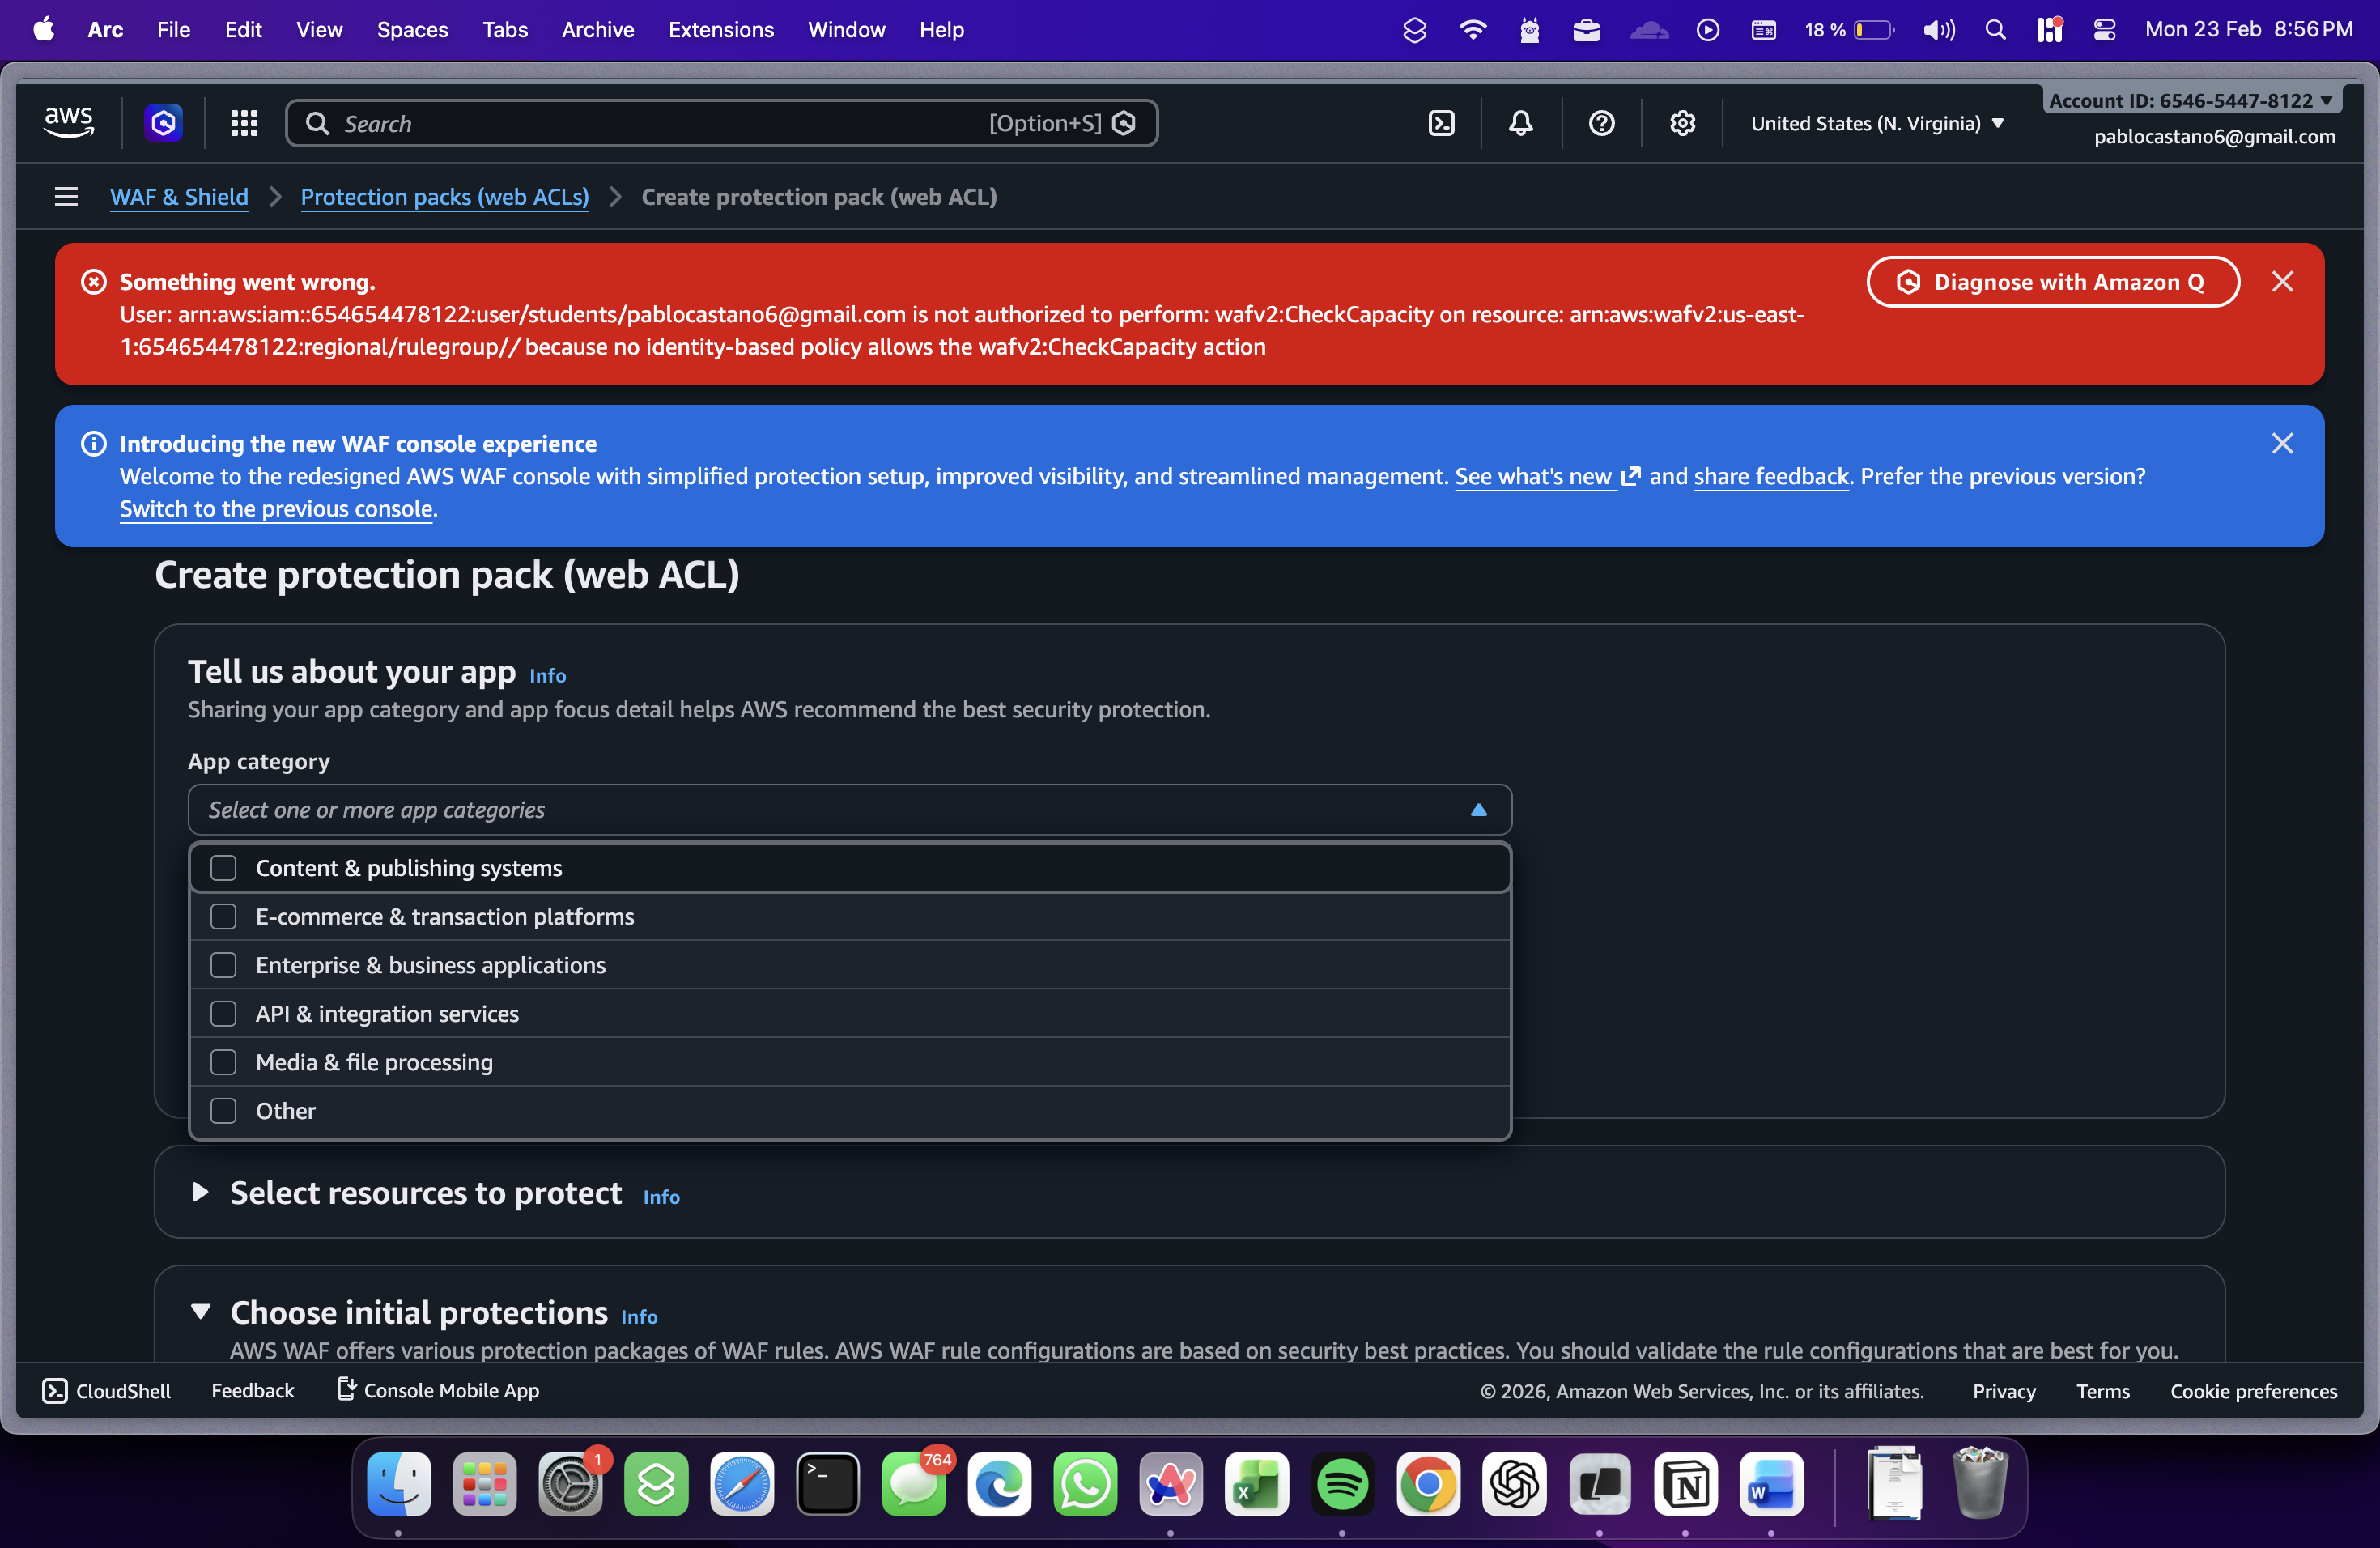 Arc File Edit View Spaces Tabs Archive Extensions Window Help 18 % Mon 23 Feb 8:56 PM
aws Search [Option+S] United States (N. Virginia) Account ID: 6546-5447-8122
pablocastano6@gmail.com
WAF & Shield Protection packs (web ACLs) Create protection pack (web ACL)
Something went wrong. Diagnose with Amazon Q
User: arn:aws:iam::654654478122:user/students/pablocastano6@gmail.com is not authorized to perform: wafv2:CheckCapacity on resource: arn:aws:wafv2:us-east-
1:654654478122:regional/rulegroup// because no identity-based policy allows the wafv2:CheckCapacity action
Introducing the new WAF console experience
Welcome to the redesigned AWS WAF console with simplified protection setup, improved visibility, and streamlined management. See what's new and share feedback. Prefer the previous version?
Switch to the previous console.
Create protection pack (web ACL)
Tell us about your app Info
Sharing your app category and app focus detail helps AWS recommend the best security protection.
App category
Select one or more app categories
Content & publishing systems
E-commerce & transaction platforms
Enterprise & business applications
API & integration services
Media & file processing
Other
Select resources to protect Info
Choose initial protections Info
AWS WAF offers various protection packages of WAF rules. AWS WAF rule configurations are based on security best practices. You should validate the rule configurations that are best for you.
CloudShell Feedback Console Mobile App © 2026, Amazon Web Services, Inc. or its affiliates. Privacy Terms Cookie preferences
1 764